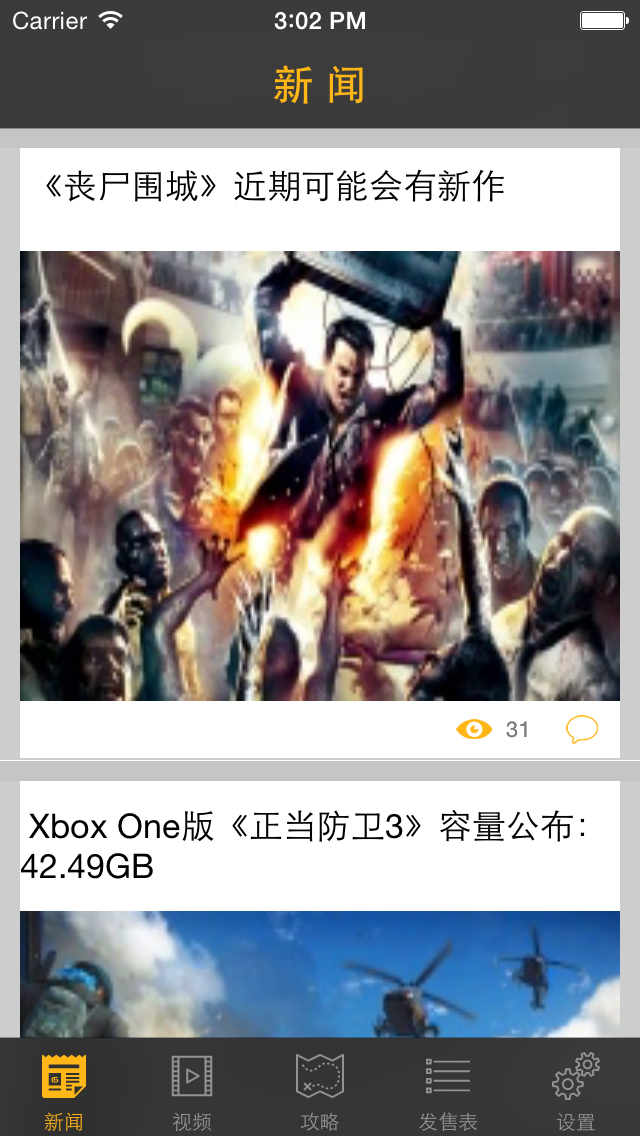 Carrier 3:02 PM
新 闻
《丧尸围城》近期可能会有新作
31
Xbox One版《正当防卫3》容量公布：
42.49GB
新闻 视频 攻略 发售表 设置